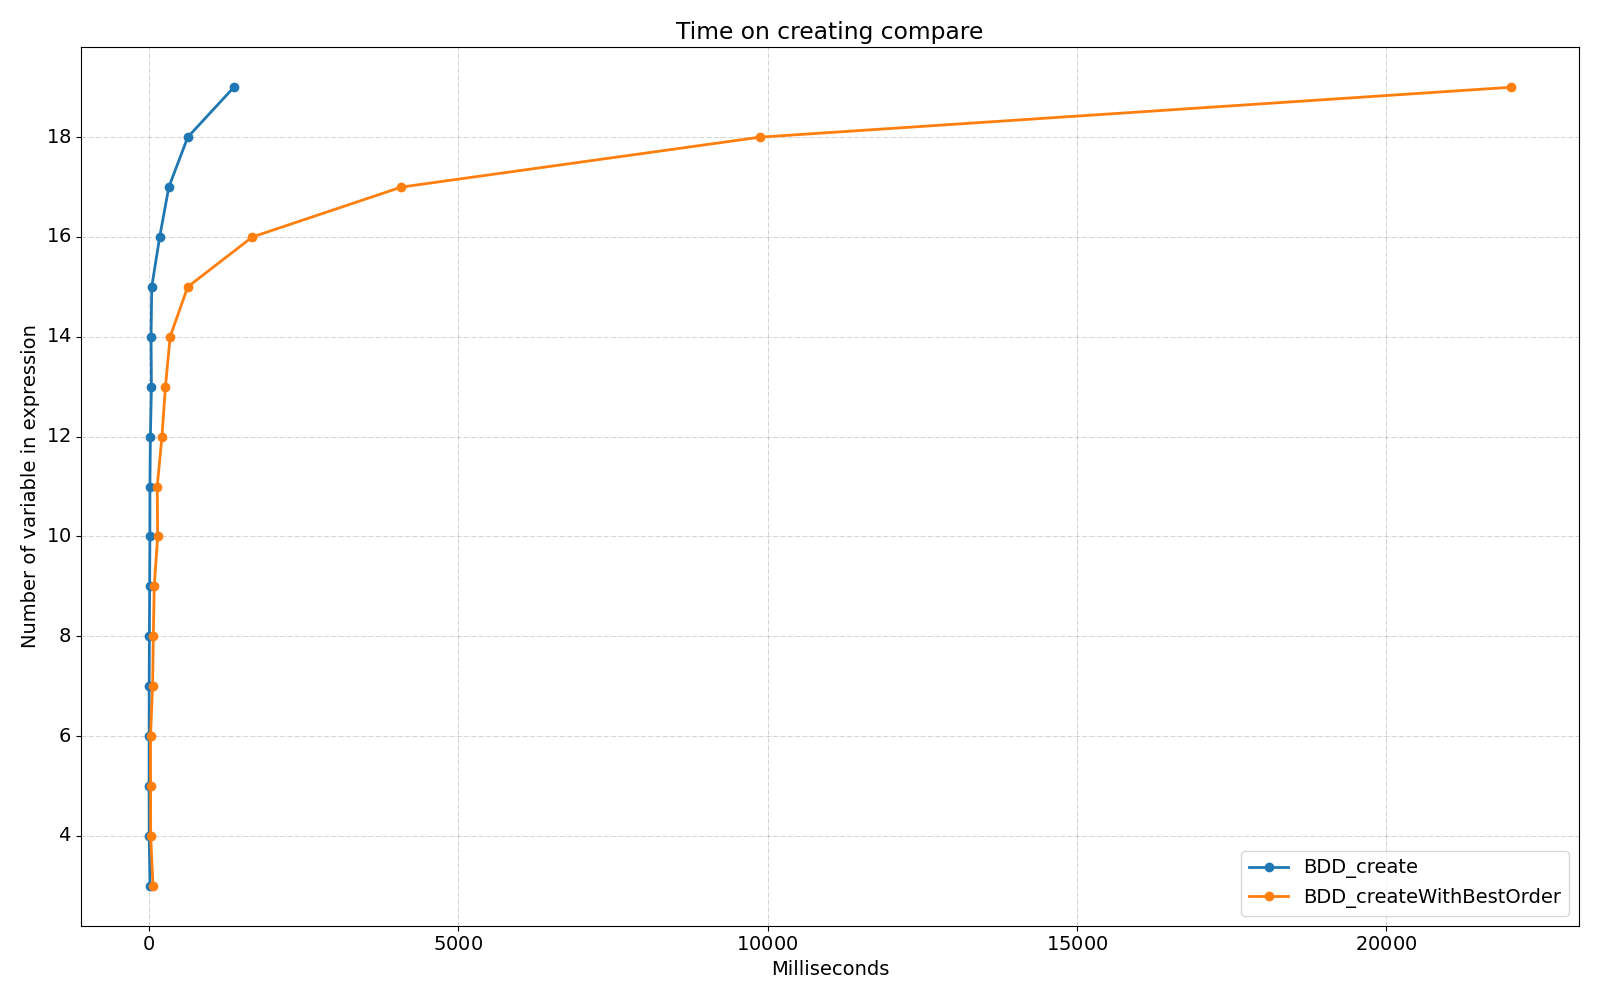 Time on creating compare
Number of variable in expression
18
16
14
12
10
8
6
4
0 5000 10000 15000 20000
Milliseconds
BDD_create
BDD_createWithBestOrder